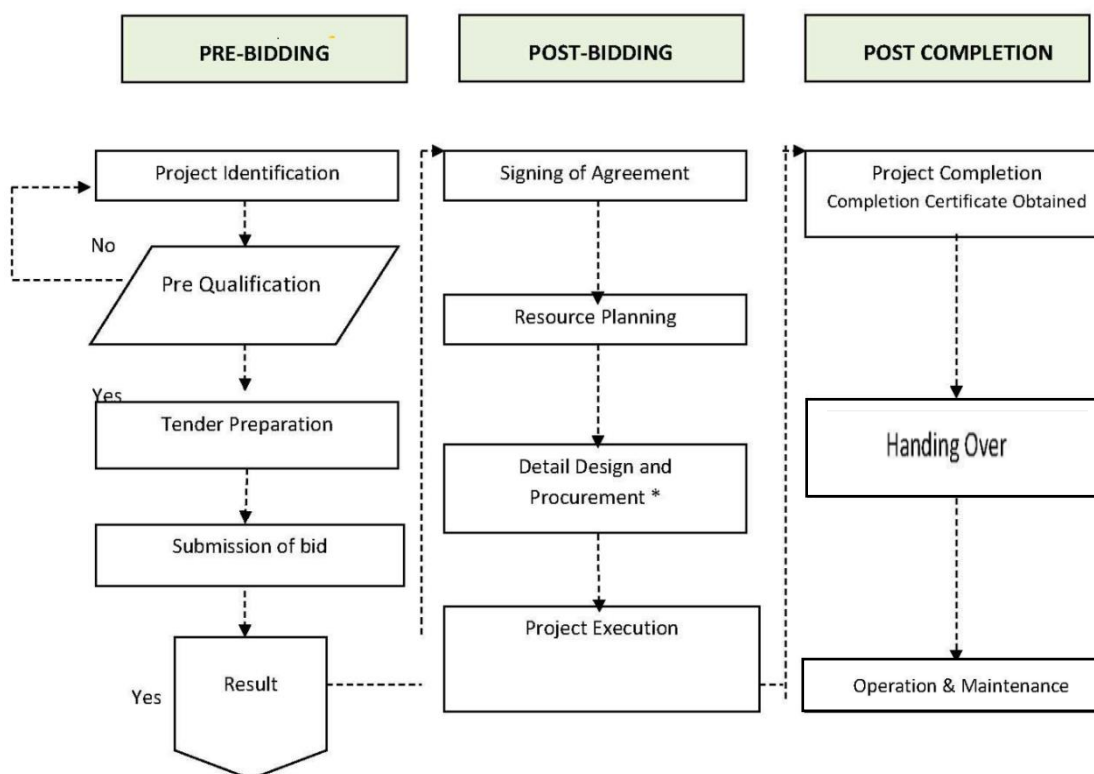 PRE-BIDDING
POST-BIDDING
POST COMPLETION
Project Identification
No
Pre Qualification
Yes
Tender Preparation
Submission of bid
Result
Yes
Signing of Agreement
Resource Planning
Detail Design and
Procurement *
Project Execution
Project Completion
Completion Certificate Obtained
Handing Over
Operation & Maintenance